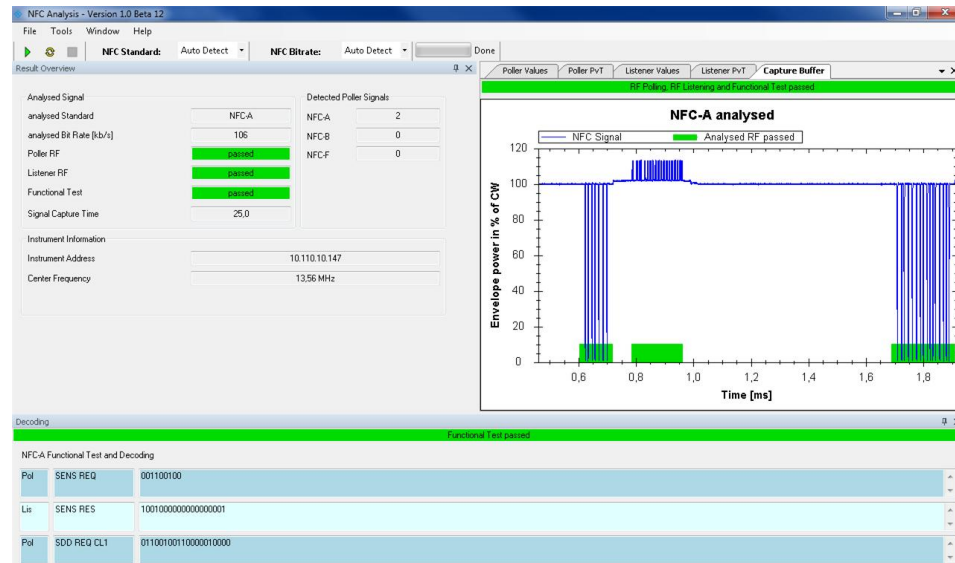 NFC Analysis - Version 1.0 Beta 12
File Tools Window Help
NFC Standard: Auto Detect NFC Bitrate: Auto Detect Done
Result Overview
Analysed Signal
analysed Standard NFC-A
analysed Bit Rate [kb/s] 106
Poller RF passed
Listener RF passed
Functional Test passed
Signal Capture Time 25,0
Detected Poller Signals
NFC-A 2
NFC-B 0
NFC-F 0
Instrument Information
Instrument Address 10.110.10.147
Center Frequency 13,56 MHz
Poller Values Poller PvT Listener Values Listener PvT Capture Buffer
RF Polling, RF Listening and Functional Test passed
NFC-A analysed
NFC Signal Analysed RF passed
Envelope power in % of CW
120
100
80
60
40
20
0
0,6 0,8 1,0 1,2 1,4 1,6 1,8
Time [ms]
Decoding
Functional Test passed
NFC-A Functional Test and Decoding
Pol SENS REQ 001100100
Lis SENS RES 1001000000000000001
Pol SDD REQ CL1 01100100110000010000